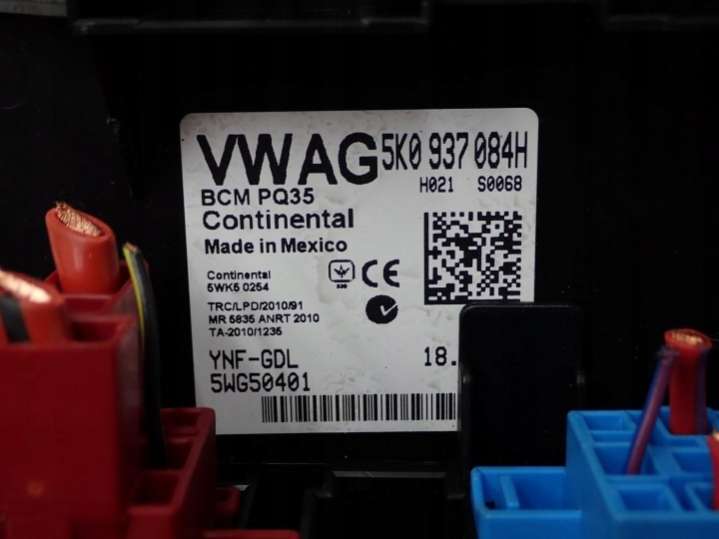 VWAG 5K0 937 084H
H021 S0068
BCM PQ35
Continental
Made in Mexico
Continental
5WK5 0254
TRC/LPD/2010/91
MR 5835 ANRT 2010
TA-2010/1235
CE
YNF-GDL 18.
5WG50401